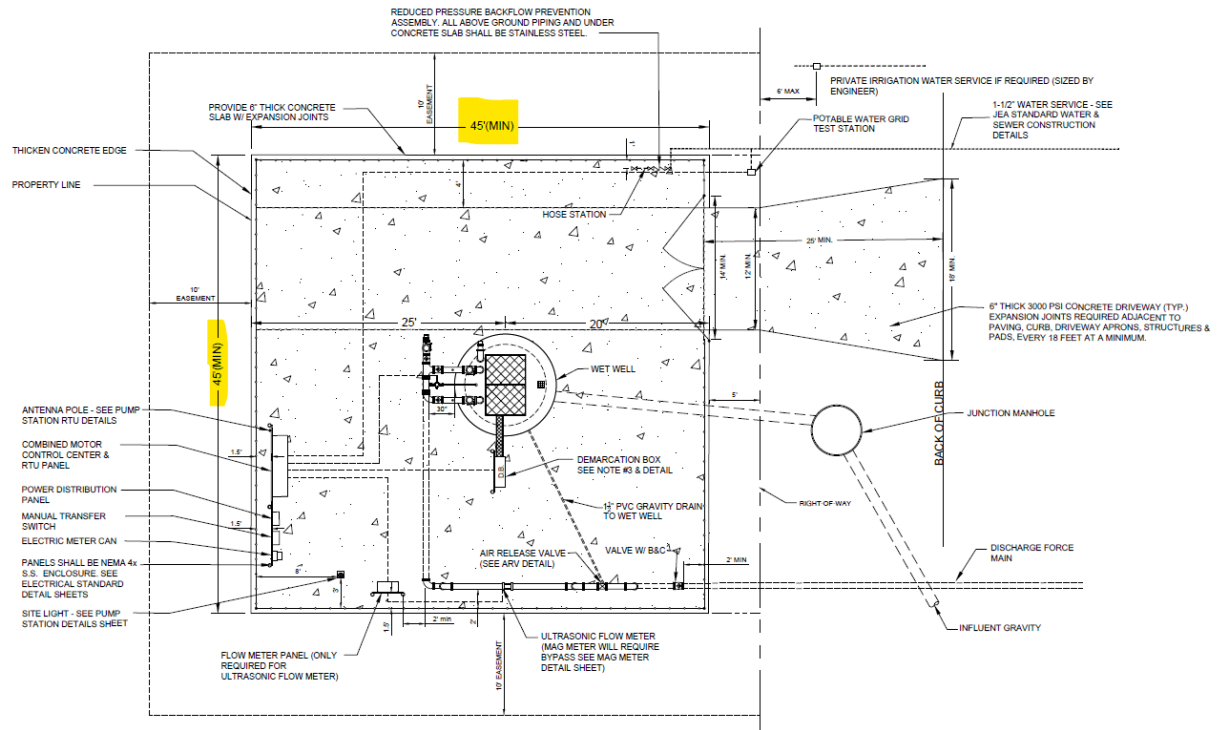 REDUCED PRESSURE BACKFLOW PREVENTION
ASSEMBLY. ALL ABOVE GROUND PIPING AND UNDER
CONCRETE SLAB SHALL BE STAINLESS STEEL.
PRIVATE IRRIGATION WATER SERVICE IF REQUIRED (SIZED BY
ENGINEER)
6' MAX
10'
EASEMENT
PROVIDE 6" THICK CONCRETE
SLAB W/ EXPANSION JOINTS
45'(MIN)
1-1/2" WATER SERVICE - SEE
JEA STANDARD WATER &
SEWER CONSTRUCTION
DETAILS
POTABLE WATER GRID
TEST STATION
THICKEN CONCRETE EDGE
PROPERTY LINE
1'
4'
HOSE STATION
25' MIN.
14' MIN.
12' MIN.
18' MIN.
10'
EASEMENT
6" THICK 3000 PSI CONCRETE DRIVEWAY (TYP.)
EXPANSION JOINTS REQUIRED ADJACENT TO
PAVING, CURB, DRIVEWAY APRONS, STRUCTURES &
PADS, EVERY 18 FEET AT A MINIMUM.
25'
20'
45'(MIN)
WET WELL
30"
5'
BACK OF CURB
JUNCTION MANHOLE
ANTENNA POLE - SEE PUMP
STATION RTU DETAILS
COMBINED MOTOR
CONTROL CENTER &
RTU PANEL
1.5'
D.B.
DEMARCATION BOX
SEE NOTE #3 & DETAIL
POWER DISTRIBUTION
PANEL
MANUAL TRANSFER
SWITCH
1.5'
ELECTRIC METER CAN
1½" PVC GRAVITY DRAIN
TO WET WELL
RIGHT-OF-WAY
PANELS SHALL BE NEMA 4x
S.S. ENCLOSURE. SEE
ELECTRICAL STANDARD
DETAIL SHEETS
AIR RELEASE VALVE
(SEE ARV DETAIL)
VALVE W/ B&C
2' MIN
DISCHARGE FORCE
MAIN
8'
3'
SITE LIGHT - SEE PUMP
STATION DETAILS SHEET
1.5'
2' min
2'
INFLUENT GRAVITY
FLOW METER PANEL (ONLY
REQUIRED FOR
ULTRASONIC FLOW METER)
10' EASEMENT
ULTRASONIC FLOW METER
(MAG METER WILL REQUIRE
BYPASS SEE MAG METER
DETAIL SHEET)